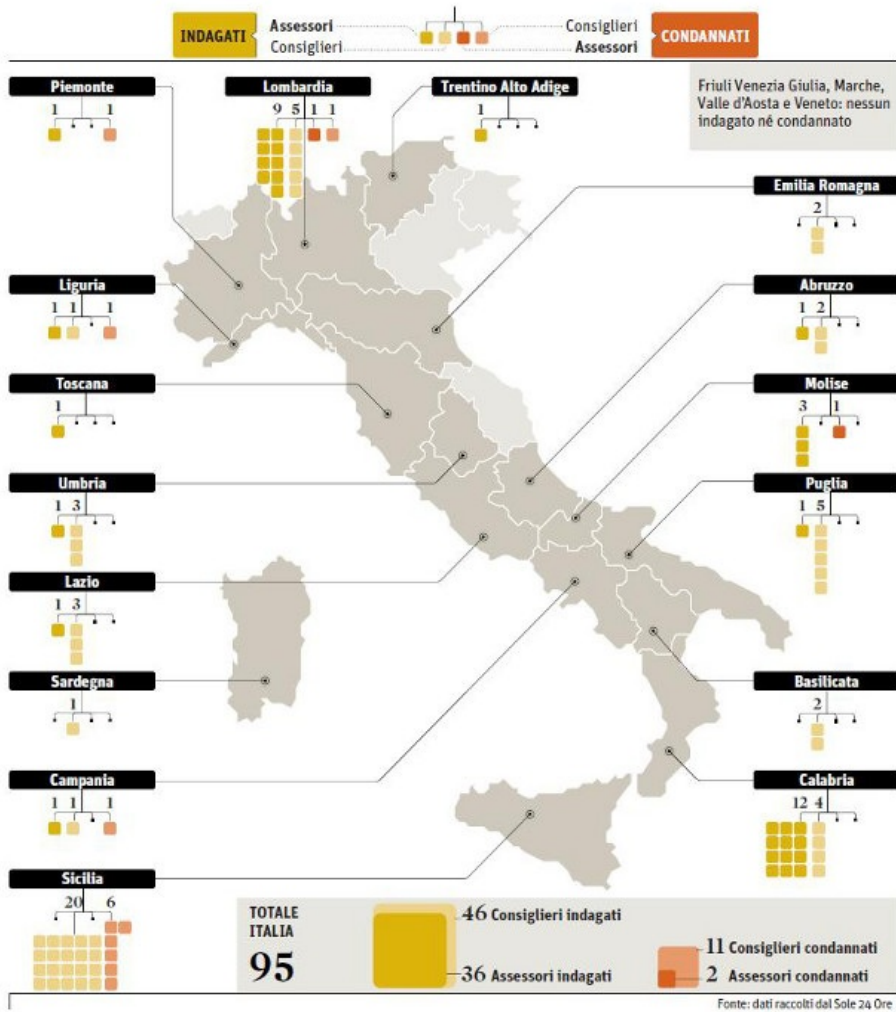 INDAGATI
Assessori
Consiglieri
Consiglieri
Assessori
CONDANNATI
Friuli Venezia Giulia, Marche,
Valle d'Aosta e Veneto: nessun
indagato né condannato
Piemonte
1 1
Lombardia
9 5 1 1
Trentino Alto Adige
1
Emilia Romagna
2
Liguria
1 1 1
Abruzzo
1 2
Toscana
1
Molise
3 1
Umbria
1 3
Puglia
1 5
Lazio
1 3
Sardegna
1
Basilicata
2
Campania
1 1 1
Calabria
12 4
Sicilia
20 6
TOTALE
ITALIA
95
46 Consiglieri indagati
36 Assessori indagati
11 Consiglieri condannati
2 Assessori condannati
Fonte: dati raccolti dal Sole 24 Ore